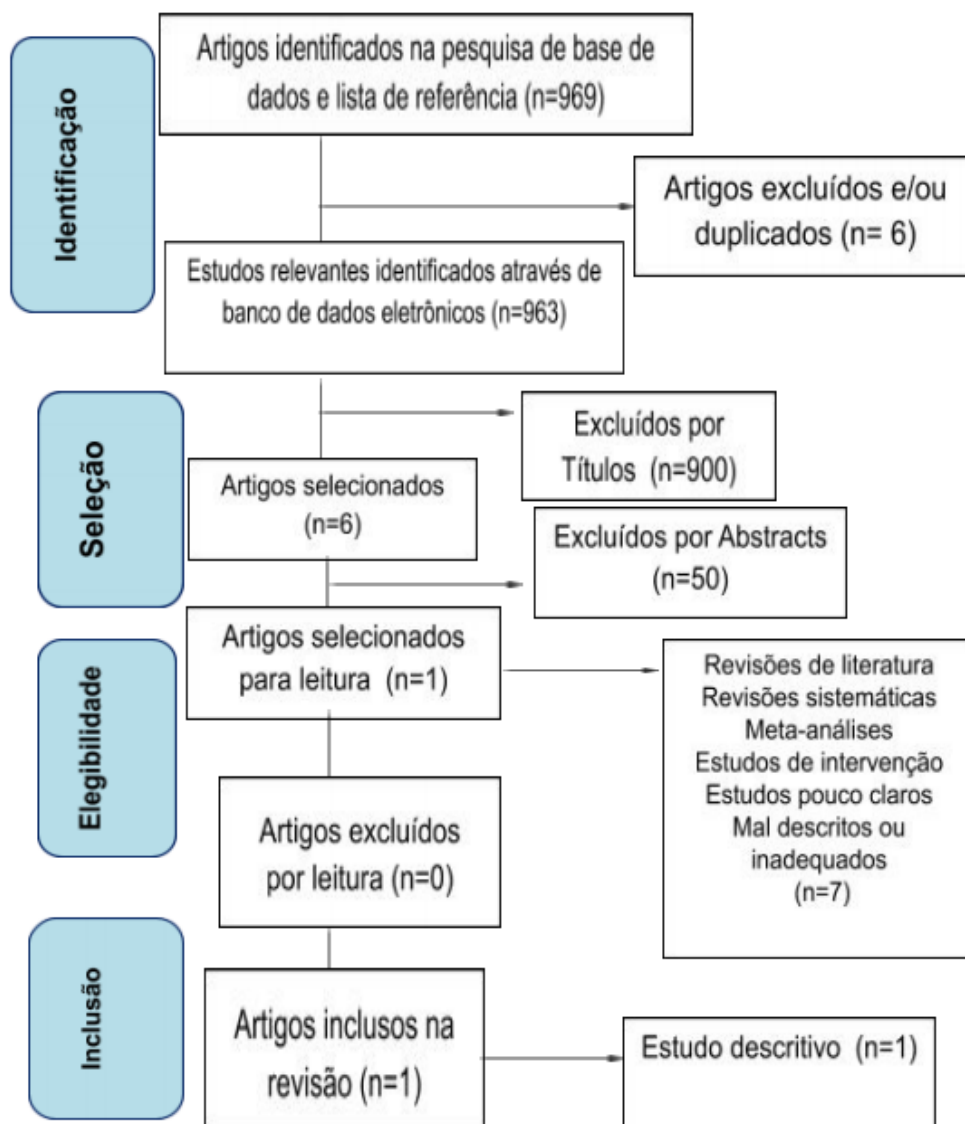 Identificação
Artigos identificados na pesquisa de base de
dados e lista de referência (n=969)
Artigos excluídos e/ou
duplicados (n= 6)
Estudos relevantes identificados através de
banco de dados eletrônicos (n=963)
Seleção
Excluídos por
Títulos (n=900)
Artigos selecionados
(n=6)
Excluídos por Abstracts
(n=50)
Elegibilidade
Artigos selecionados
para leitura (n=1)
Revisões de literatura
Revisões sistemáticas
Meta-análises
Estudos de intervenção
Estudos pouco claros
Mal descritos ou
inadequados
(n=7)
Artigos excluídos
por leitura (n=0)
Inclusão
Artigos inclusos na
revisão (n=1)
Estudo descritivo (n=1)